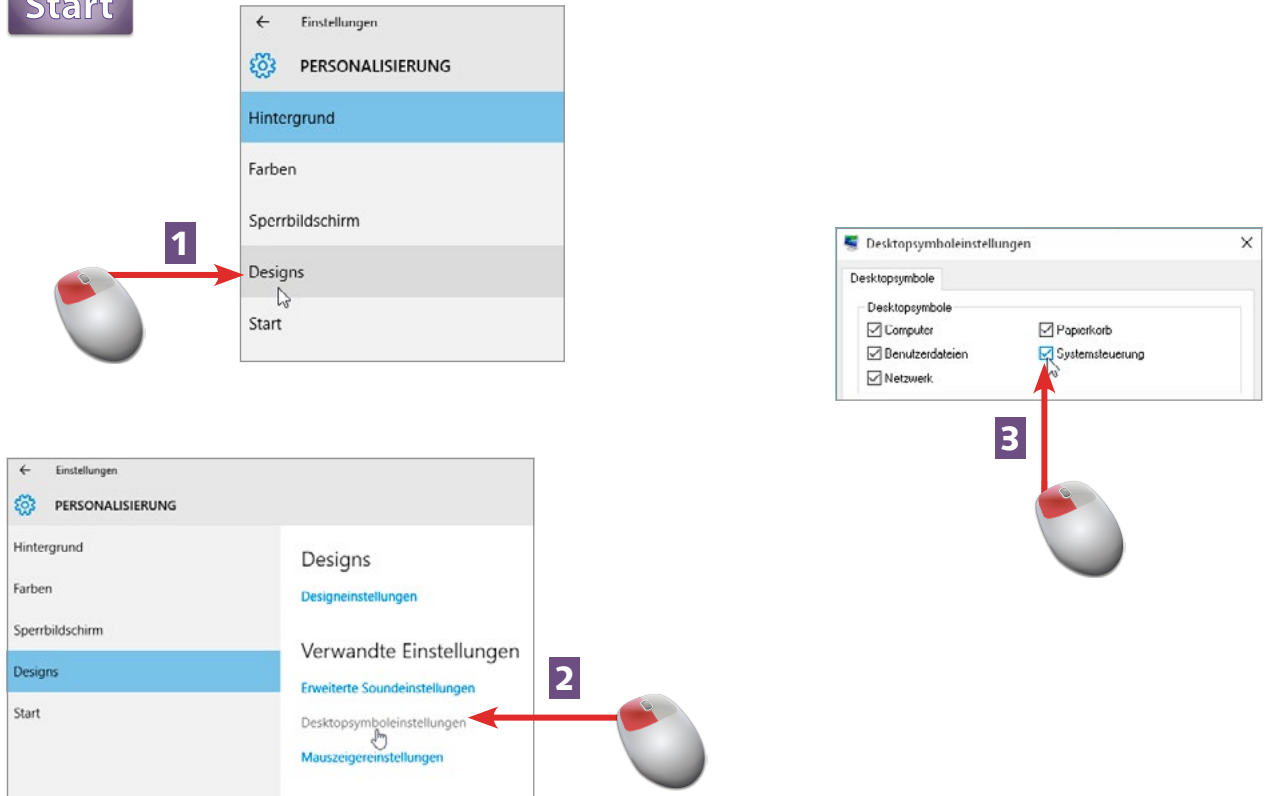 Start
← Einstellungen
PERSONALISIERUNG
Hintergrund
Farben
Sperrbildschirm
1
Designs
Start
← Einstellungen
PERSONALISIERUNG
Hintergrund
Farben
Sperrbildschirm
Designs
Start
Designs
Designeinstellungen
Verwandte Einstellungen
Erweiterte Soundeinstellungen
Desktopsymboleinstellungen
Mauszeigereinstellungen
2
Desktopsymboleinstellungen
Desktopsymbole
Desktopsymbole
Computer
Papierkorb
Benutzerdateien
Systemsteuerung
Netzwerk
3